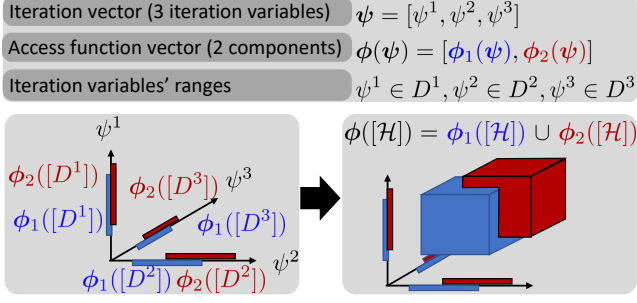 Iteration vector (3 iteration variables) 𝝍 = [ψ¹, ψ², ψ³]
Access function vector (2 components) 𝝓(𝝍) = [𝝓₁(𝝍), 𝝓₂(𝝍)]
Iteration variables' ranges ψ¹ ∈ D¹, ψ² ∈ D², ψ³ ∈ D³
ψ¹
𝝓₂([D¹])
𝝓₂([D³])
ψ³
𝝓₁([D¹])
𝝓₁([D³])
ψ²
𝝓₁([D²]) 𝝓₂([D²])
𝝓([ℋ]) = 𝝓₁([ℋ]) ∪ 𝝓₂([ℋ])